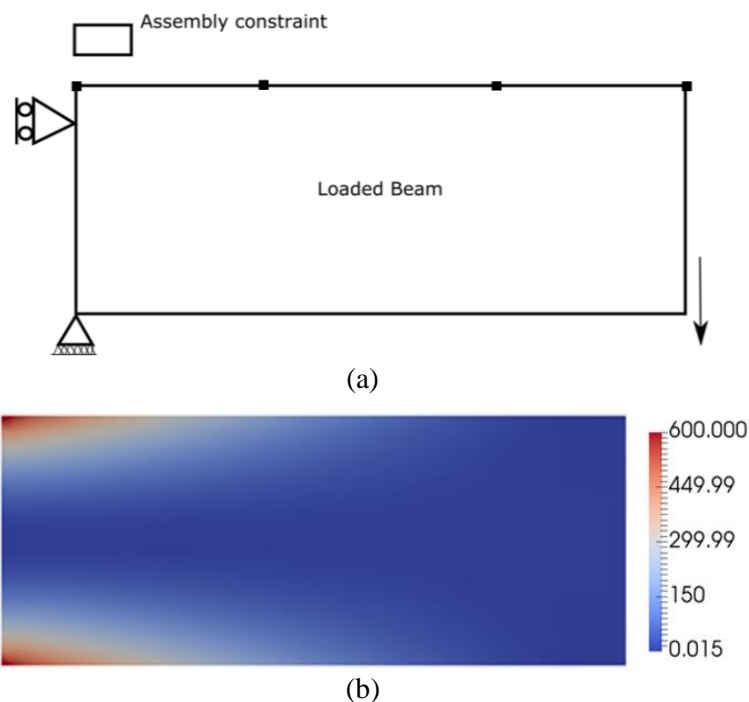 Assembly constraint
Loaded Beam
(a)
600.000
449.99
299.99
150
0.015
(b)